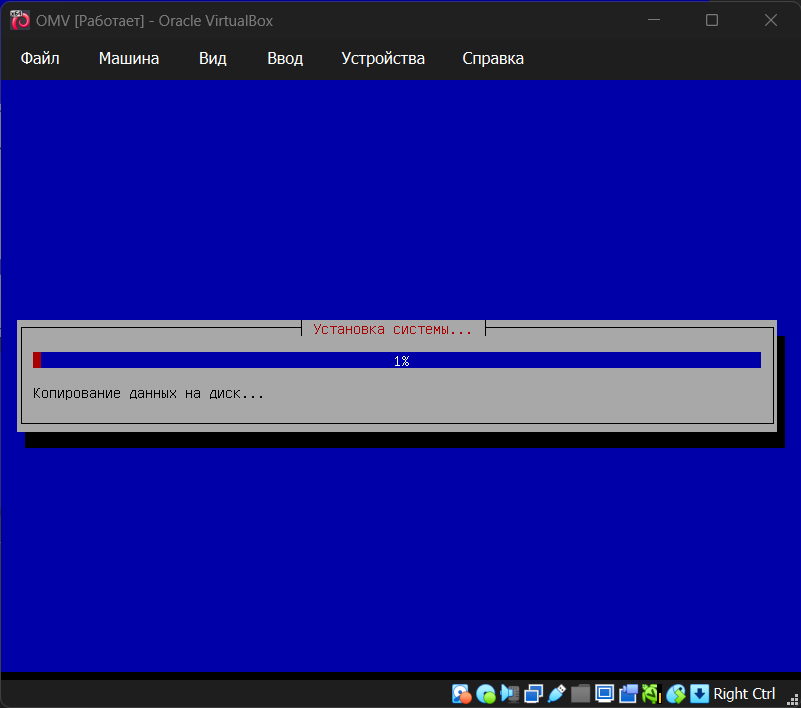 OMV [Работает] - Oracle VirtualBox
Файл Машина Вид Ввод Устройства Справка
Установка системы...
1%
Копирование данных на диск...
Right Ctrl